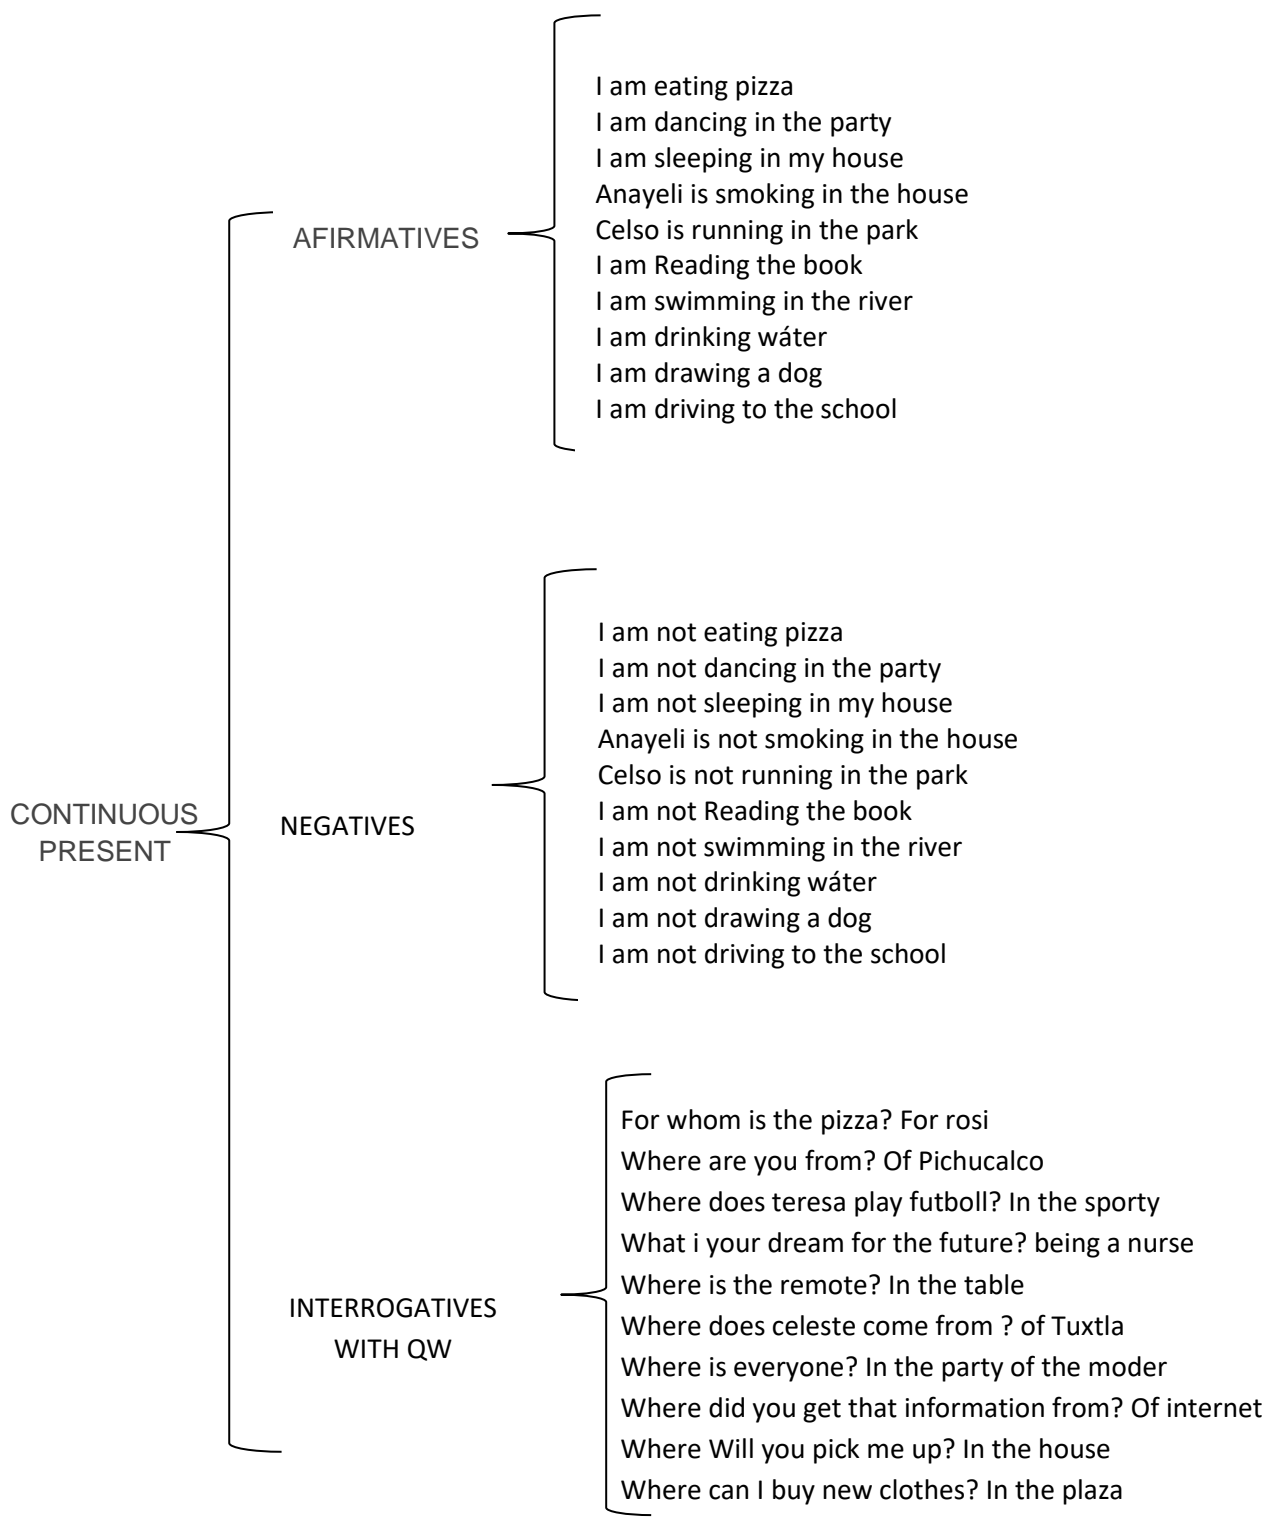 CONTINUOUS
PRESENT
AFIRMATIVES
I am eating pizza
I am dancing in the party
I am sleeping in my house
Anayeli is smoking in the house
Celso is running in the park
I am Reading the book
I am swimming in the river
I am drinking wáter
I am drawing a dog
I am driving to the school
NEGATIVES
I am not eating pizza
I am not dancing in the party
I am not sleeping in my house
Anayeli is not smoking in the house
Celso is not running in the park
I am not Reading the book
I am not swimming in the river
I am not drinking wáter
I am not drawing a dog
I am not driving to the school
INTERROGATIVES
WITH QW
For whom is the pizza? For rosi
Where are you from? Of Pichucalco
Where does teresa play futboll? In the sporty
What i your dream for the future? being a nurse
Where is the remote? In the table
Where does celeste come from ? of Tuxtla
Where is everyone? In the party of the moder
Where did you get that information from? Of internet
Where Will you pick me up? In the house
Where can I buy new clothes? In the plaza